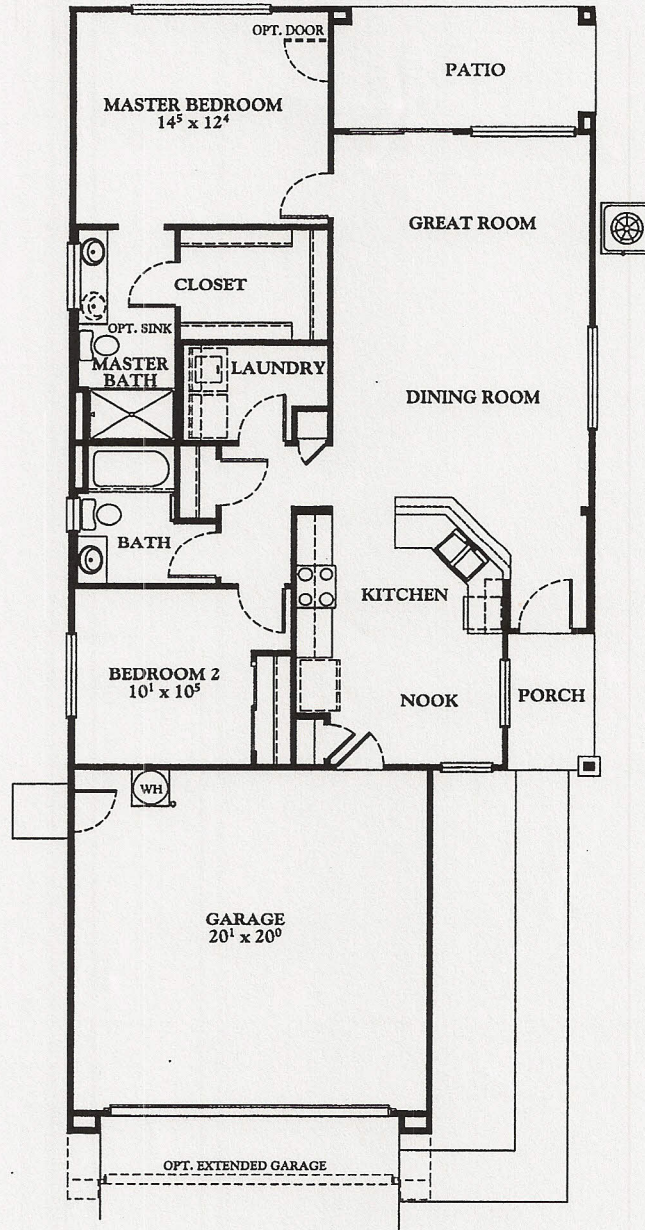 OPT. DOOR
PATIO
MASTER BEDROOM
14⁵ x 12⁴
GREAT ROOM
CLOSET
OPT. SINK
MASTER
BATH
LAUNDRY
DINING ROOM
BATH
KITCHEN
BEDROOM 2
10¹ x 10⁵
NOOK
PORCH
WH
GARAGE
20¹ x 20⁰
OPT. EXTENDED GARAGE